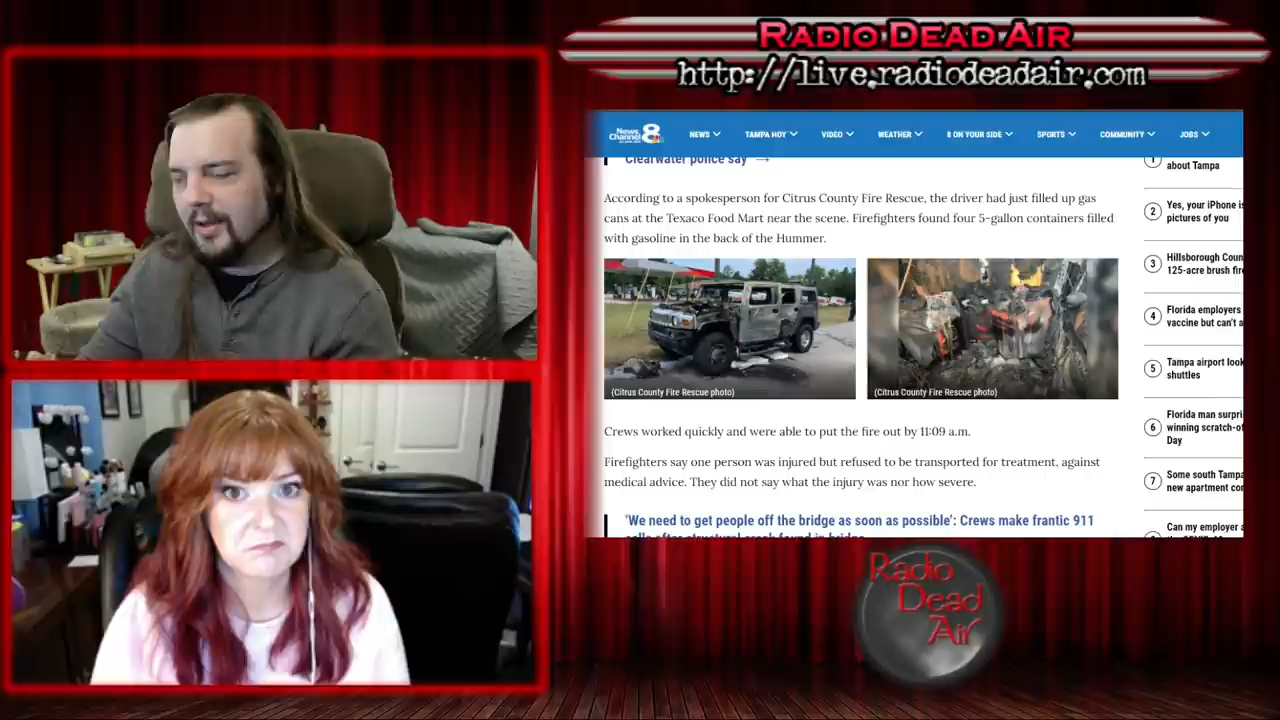 RADIO DEAD AIR
http://live.radiodeadair.com
News Channel 8
NEWS
TAMPA HOY
VIDEO
WEATHER
8 ON YOUR SIDE
SPORTS
COMMUNITY
JOBS
Clearwater police say →
According to a spokesperson for Citrus County Fire Rescue, the driver had just filled up gas
cans at the Texaco Food Mart near the scene. Firefighters found four 5-gallon containers filled
with gasoline in the back of the Hummer.
(Citrus County Fire Rescue photo)
(Citrus County Fire Rescue photo)
Crews worked quickly and were able to put the fire out by 11:09 a.m.
Firefighters say one person was injured but refused to be transported for treatment, against
medical advice. They did not say what the injury was nor how severe.
'We need to get people off the bridge as soon as possible': Crews make frantic 911
1
about Tampa
2
Yes, your iPhone is
pictures of you
3
Hillsborough Coun
125-acre brush fire
4
Florida employers
vaccine but can't a
5
Tampa airport look
shuttles
6
Florida man surpri
winning scratch-of
Day
7
Some south Tampa
new apartment cor
Can my employer a
Radio
Dead
Air